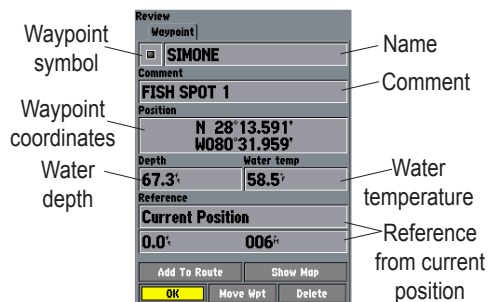 Review
Waypoint
Waypoint symbol
SIMONE
Name
Comment
FISH SPOT 1
Comment
Position
Waypoint coordinates
N 28°13.591'
W080°31.959'
Depth
Water temp
Water depth
67.3
58.5°F
Water temperature
Reference
Current Position
0.0
006°M
Reference from current position
Add To Route
Show Map
OK
Move Wpt
Delete